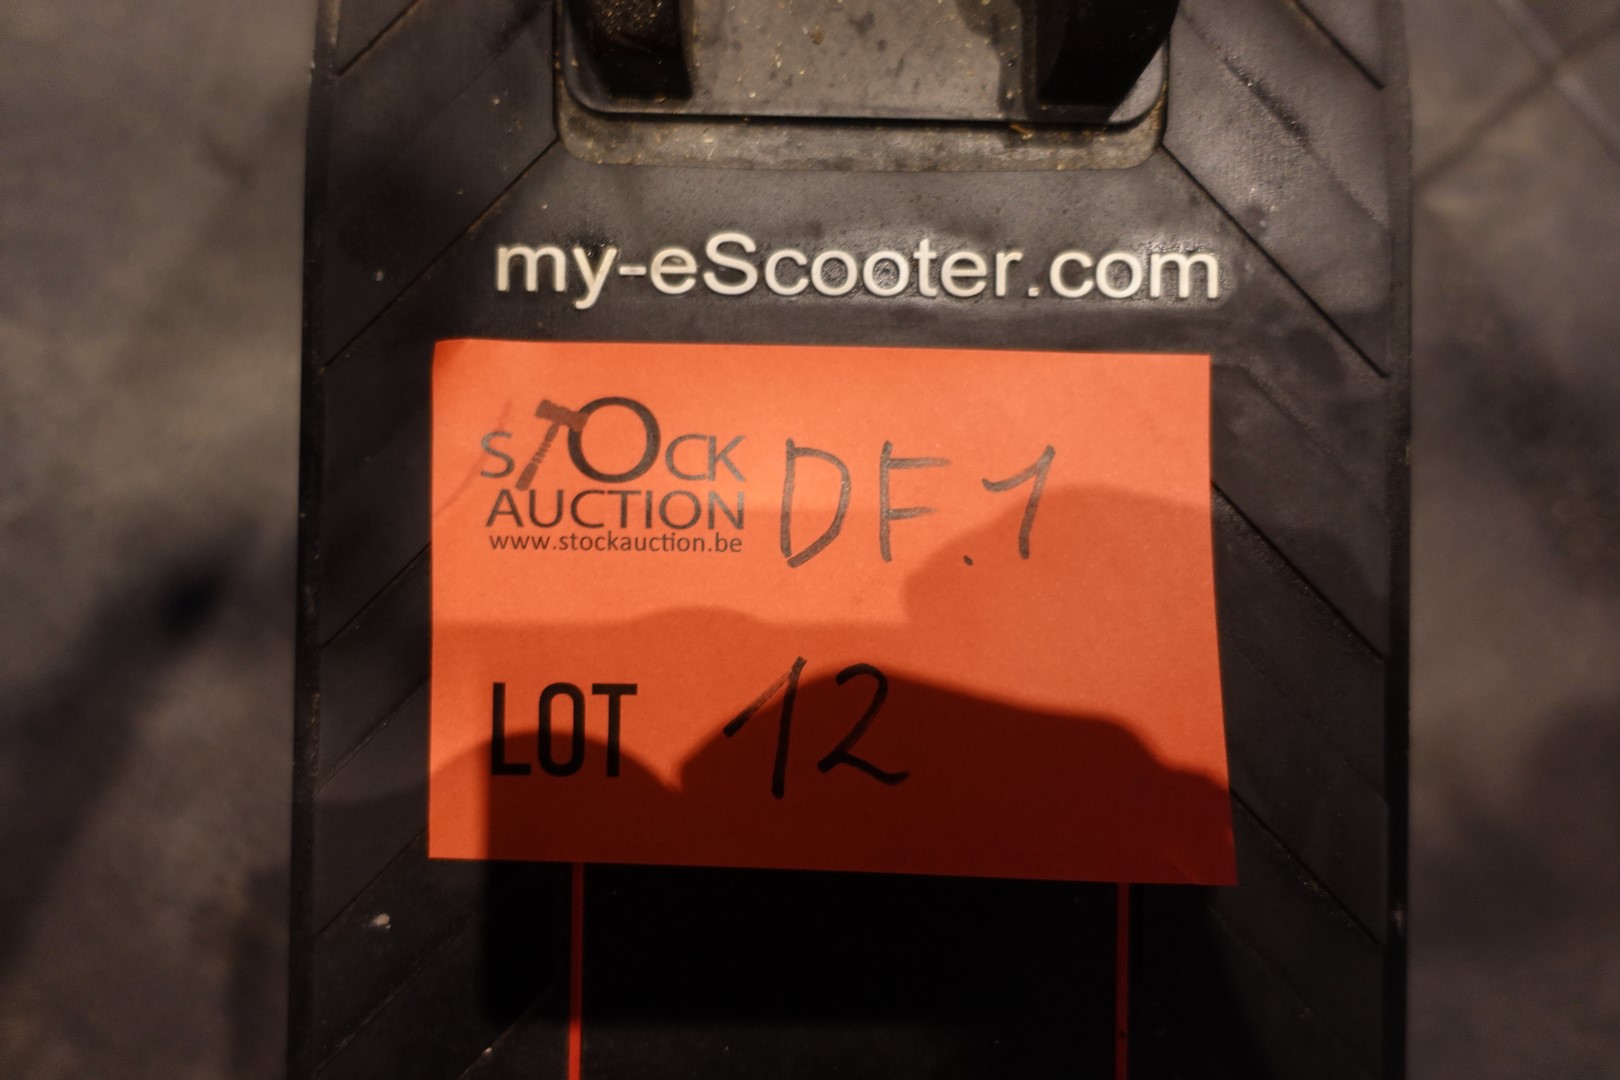 my-eScooter.com
STOCK
AUCTION
www.stockauction.be
DF.1
LOT 12